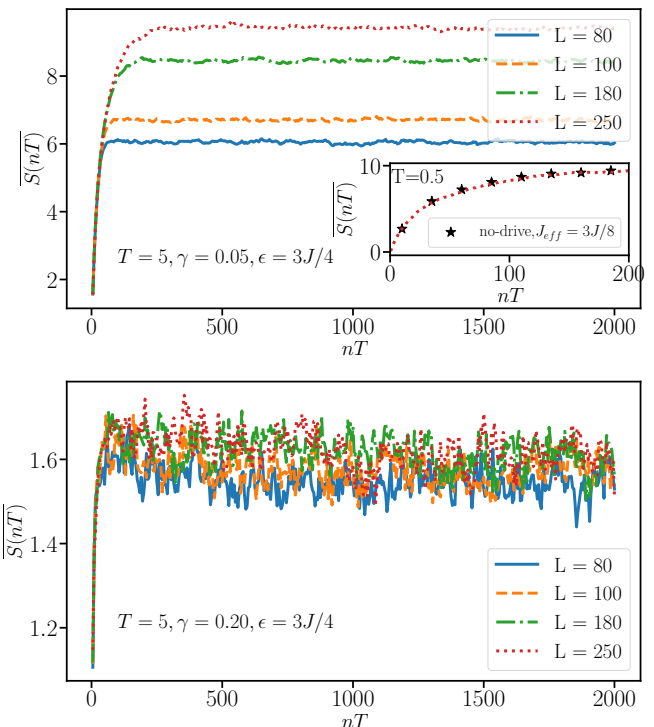 L = 80
L = 100
L = 180
L = 250
8
6
4
2
S(nT)
T = 5, γ = 0.05, ϵ = 3J/4
10
0
S(nT)
T=0.5
no-drive,J_{eff} = 3J/8
0 100 200
nT
0 500 1000 1500 2000
nT
1.6
1.4
1.2
S(nT)
T = 5, γ = 0.20, ϵ = 3J/4
L = 80
L = 100
L = 180
L = 250
0 500 1000 1500 2000
nT